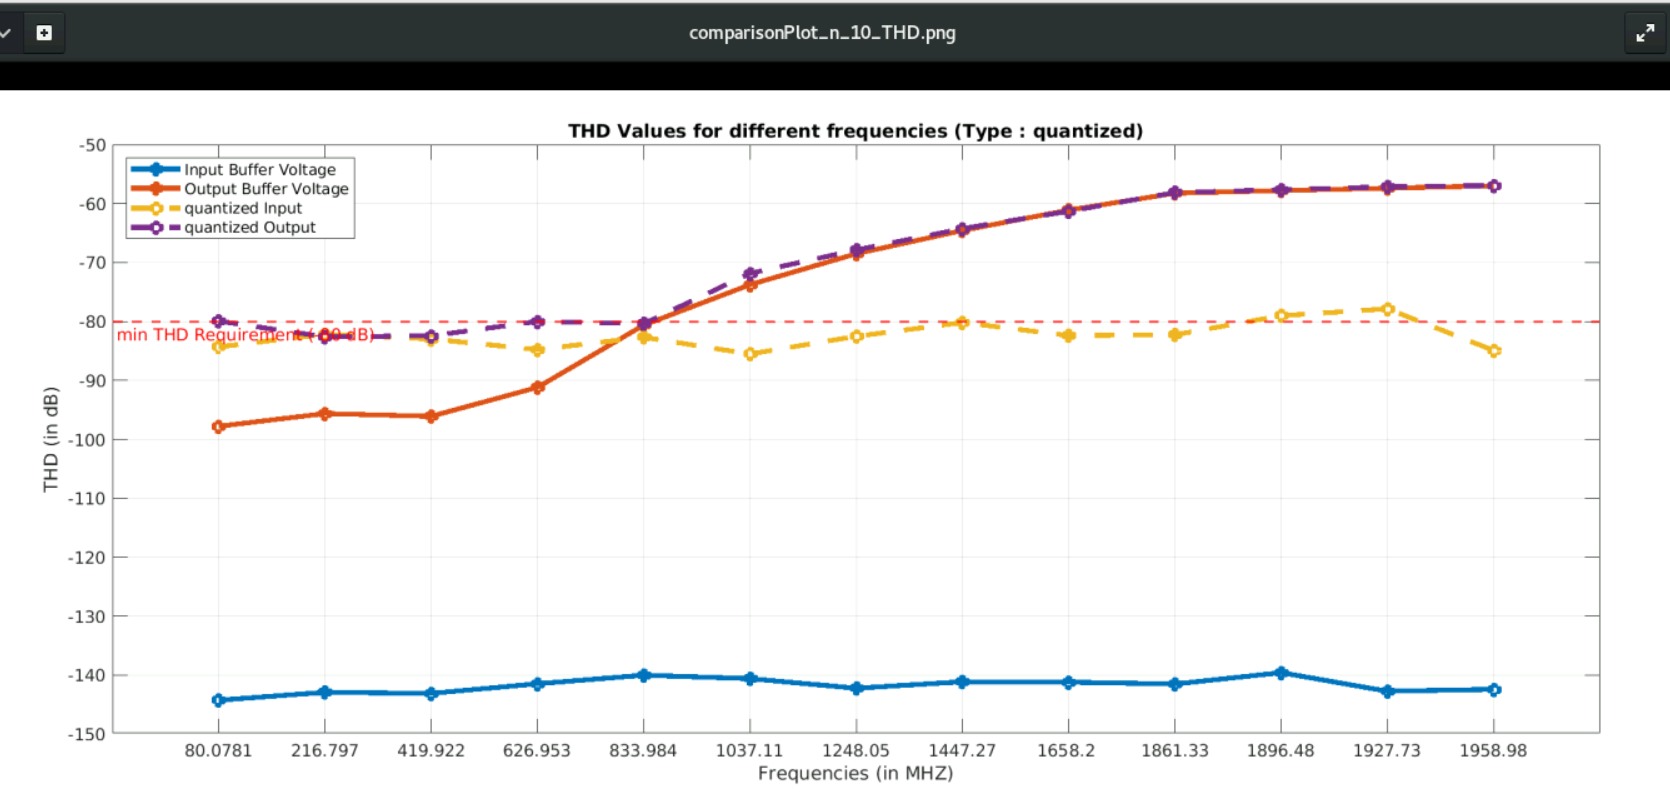 comparisonPlot_n_10_THD.png
THD Values for different frequencies (Type : quantized)
Input Buffer Voltage
Output Buffer Voltage
quantized Input
quantized Output
-50
-60
-70
-80
-90
-100
-110
-120
-130
-140
-150
THD (in dB)
min THD Requirement (-80 dB)
80.0781 216.797 419.922 626.953 833.984 1037.11 1248.05 1447.27 1658.2 1861.33 1896.48 1927.73 1958.98
Frequencies (in MHZ)